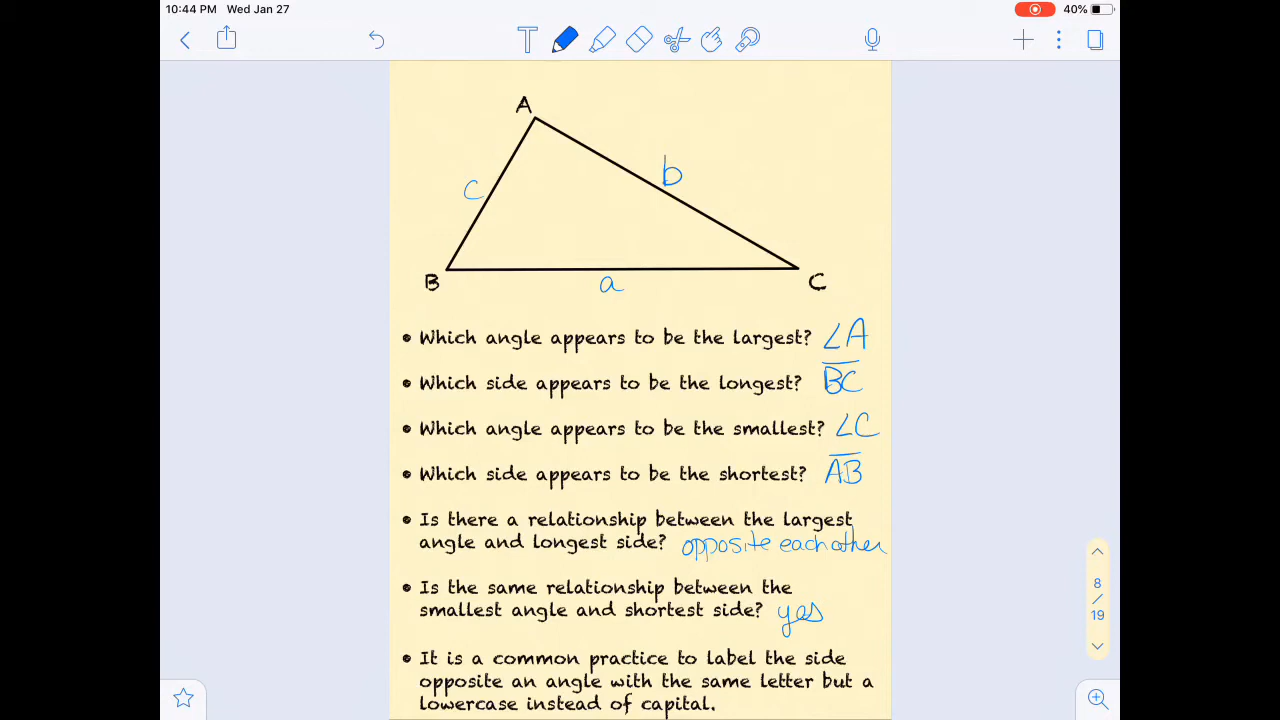 10:44 PM Wed Jan 27
40%
T
A
b
c
B
a
C
• Which angle appears to be the largest? ∠A
• Which side appears to be the longest? B̅C̅
• Which angle appears to be the smallest? ∠C
• Which side appears to be the shortest? A̅B̅
• Is there a relationship between the largest
angle and longest side? opposite each other
• Is the same relationship between the
smallest angle and shortest side? yes
• It is a common practice to label the side
opposite an angle with the same letter but a
lowercase instead of capital.
8
/
19